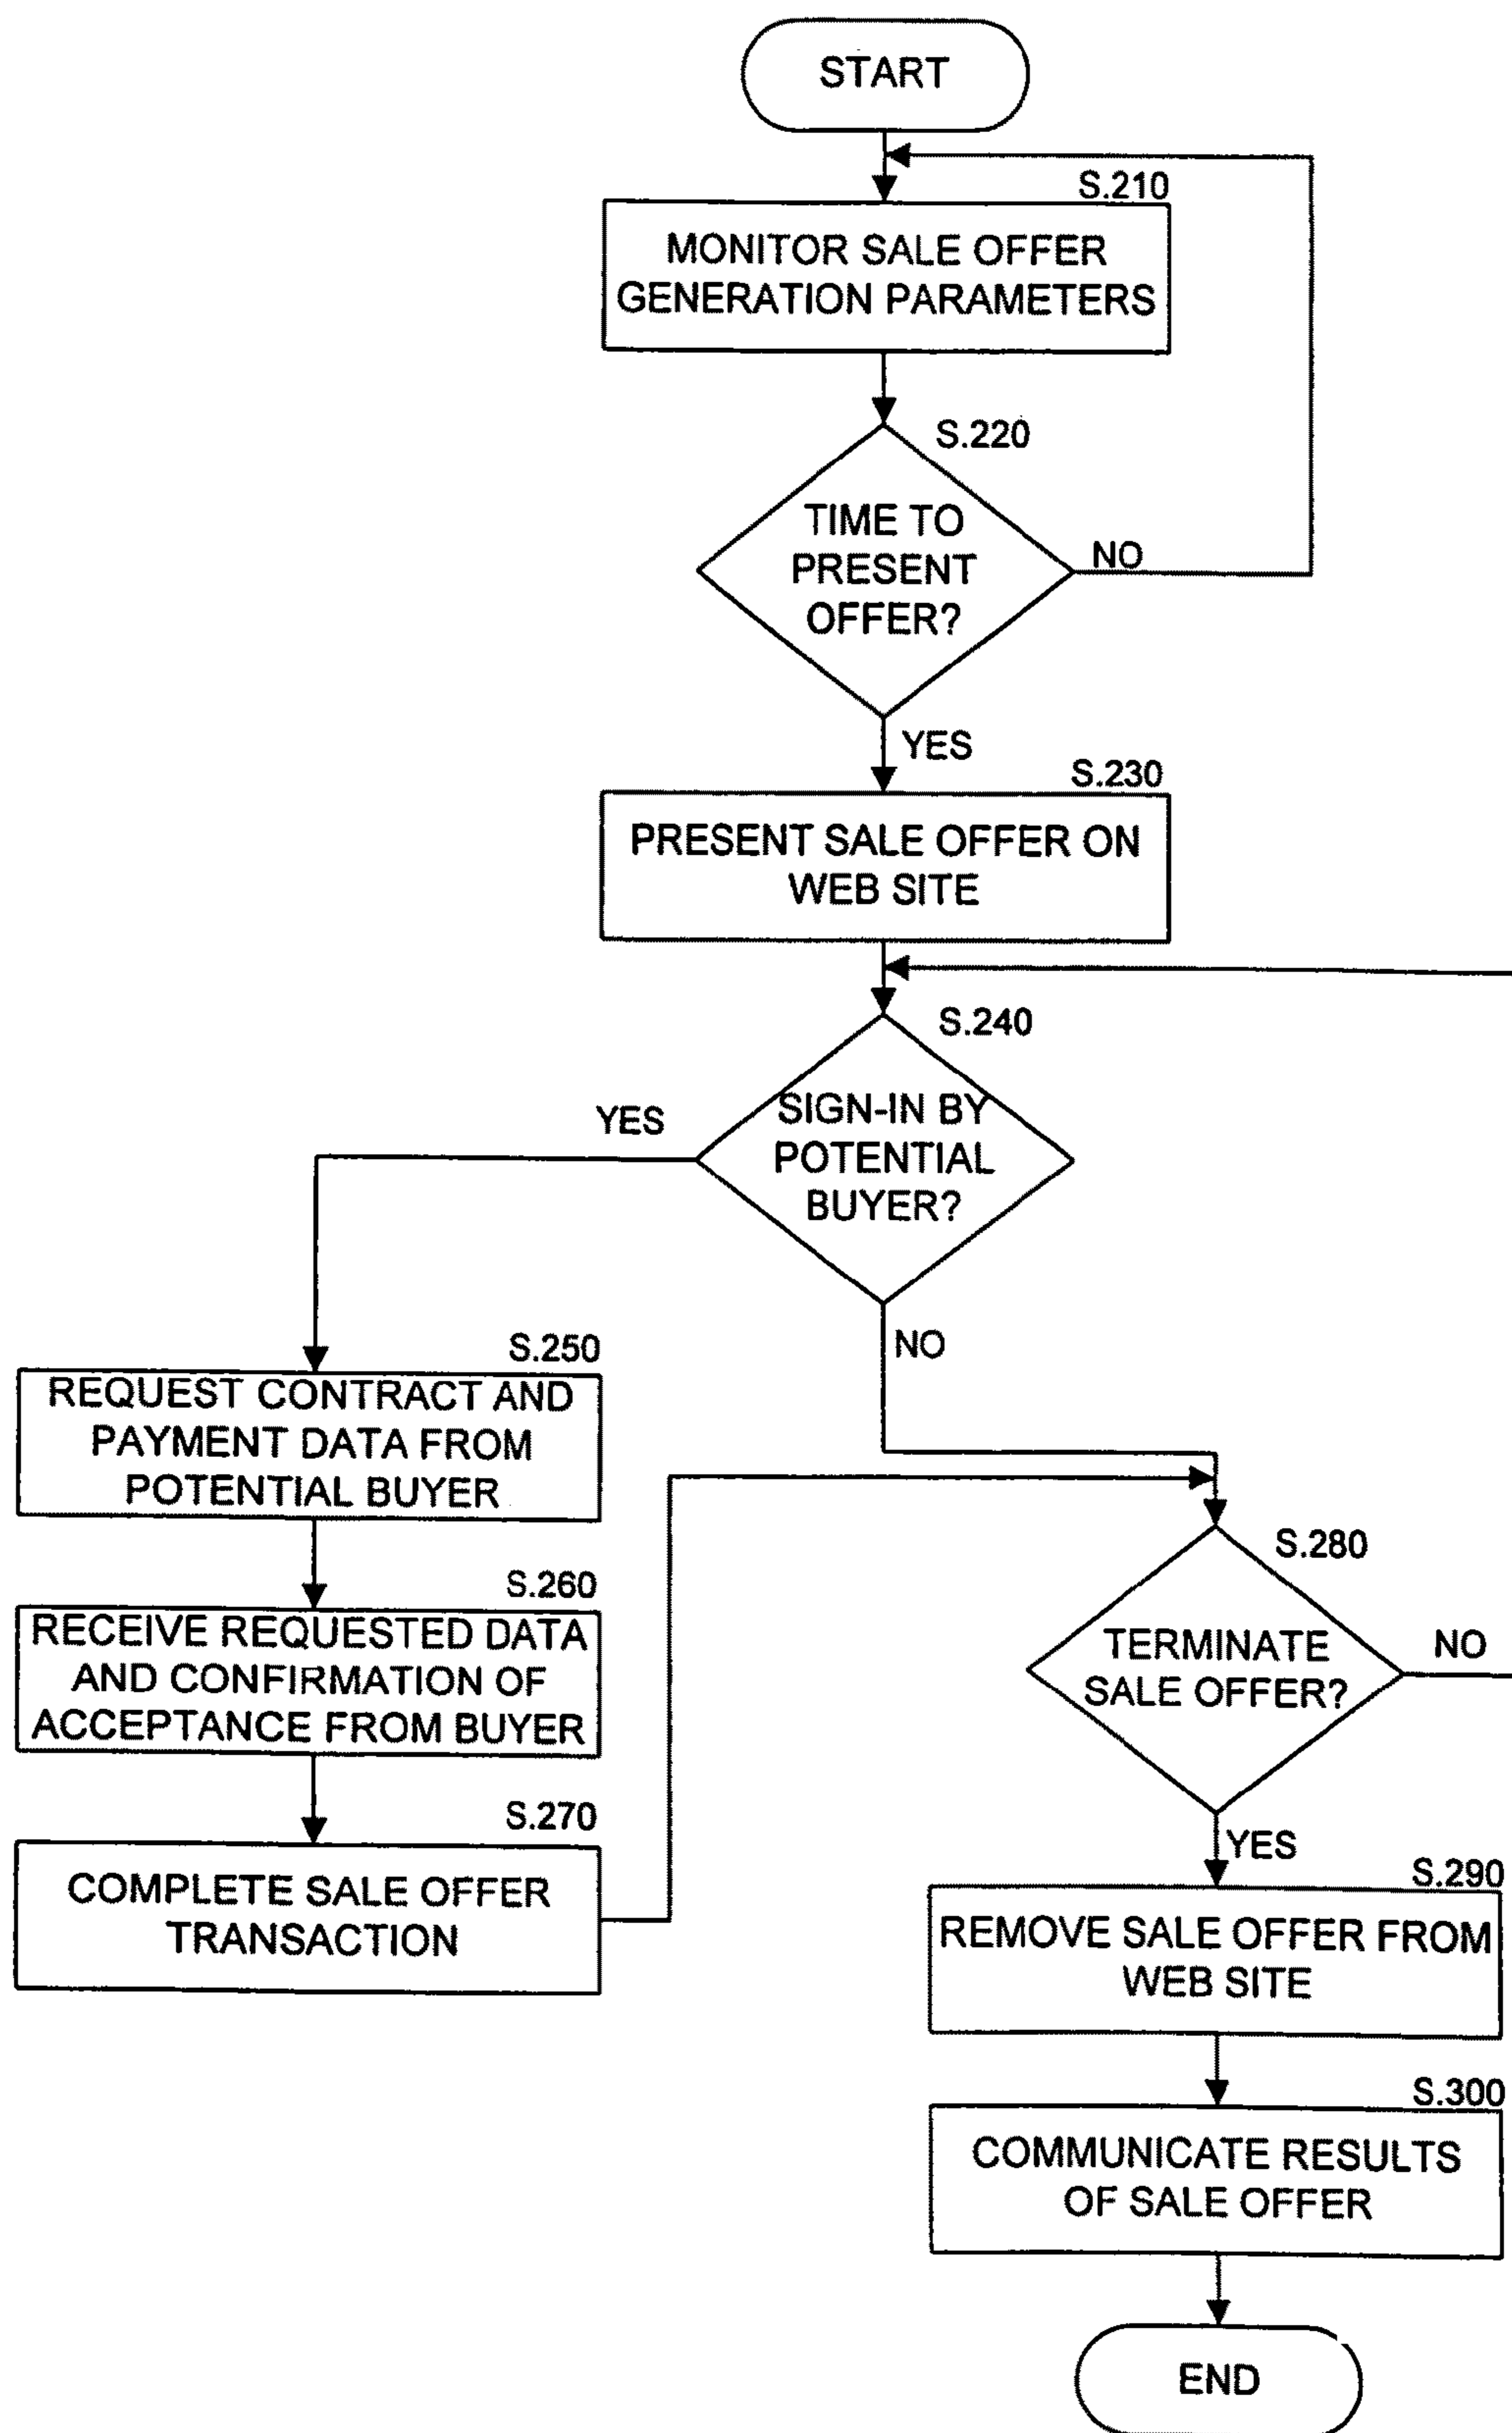 START
S.210
MONITOR SALE OFFER
GENERATION PARAMETERS
S.220
TIME TO
PRESENT
OFFER?
NO
YES
S.230
PRESENT SALE OFFER ON
WEB SITE
S.240
SIGN-IN BY
POTENTIAL
BUYER?
YES
NO
S.250
REQUEST CONTRACT AND
PAYMENT DATA FROM
POTENTIAL BUYER
S.260
RECEIVE REQUESTED DATA
AND CONFIRMATION OF
ACCEPTANCE FROM BUYER
S.270
COMPLETE SALE OFFER
TRANSACTION
S.280
TERMINATE
SALE OFFER?
NO
YES
S.290
REMOVE SALE OFFER FROM
WEB SITE
S.300
COMMUNICATE RESULTS
OF SALE OFFER
END